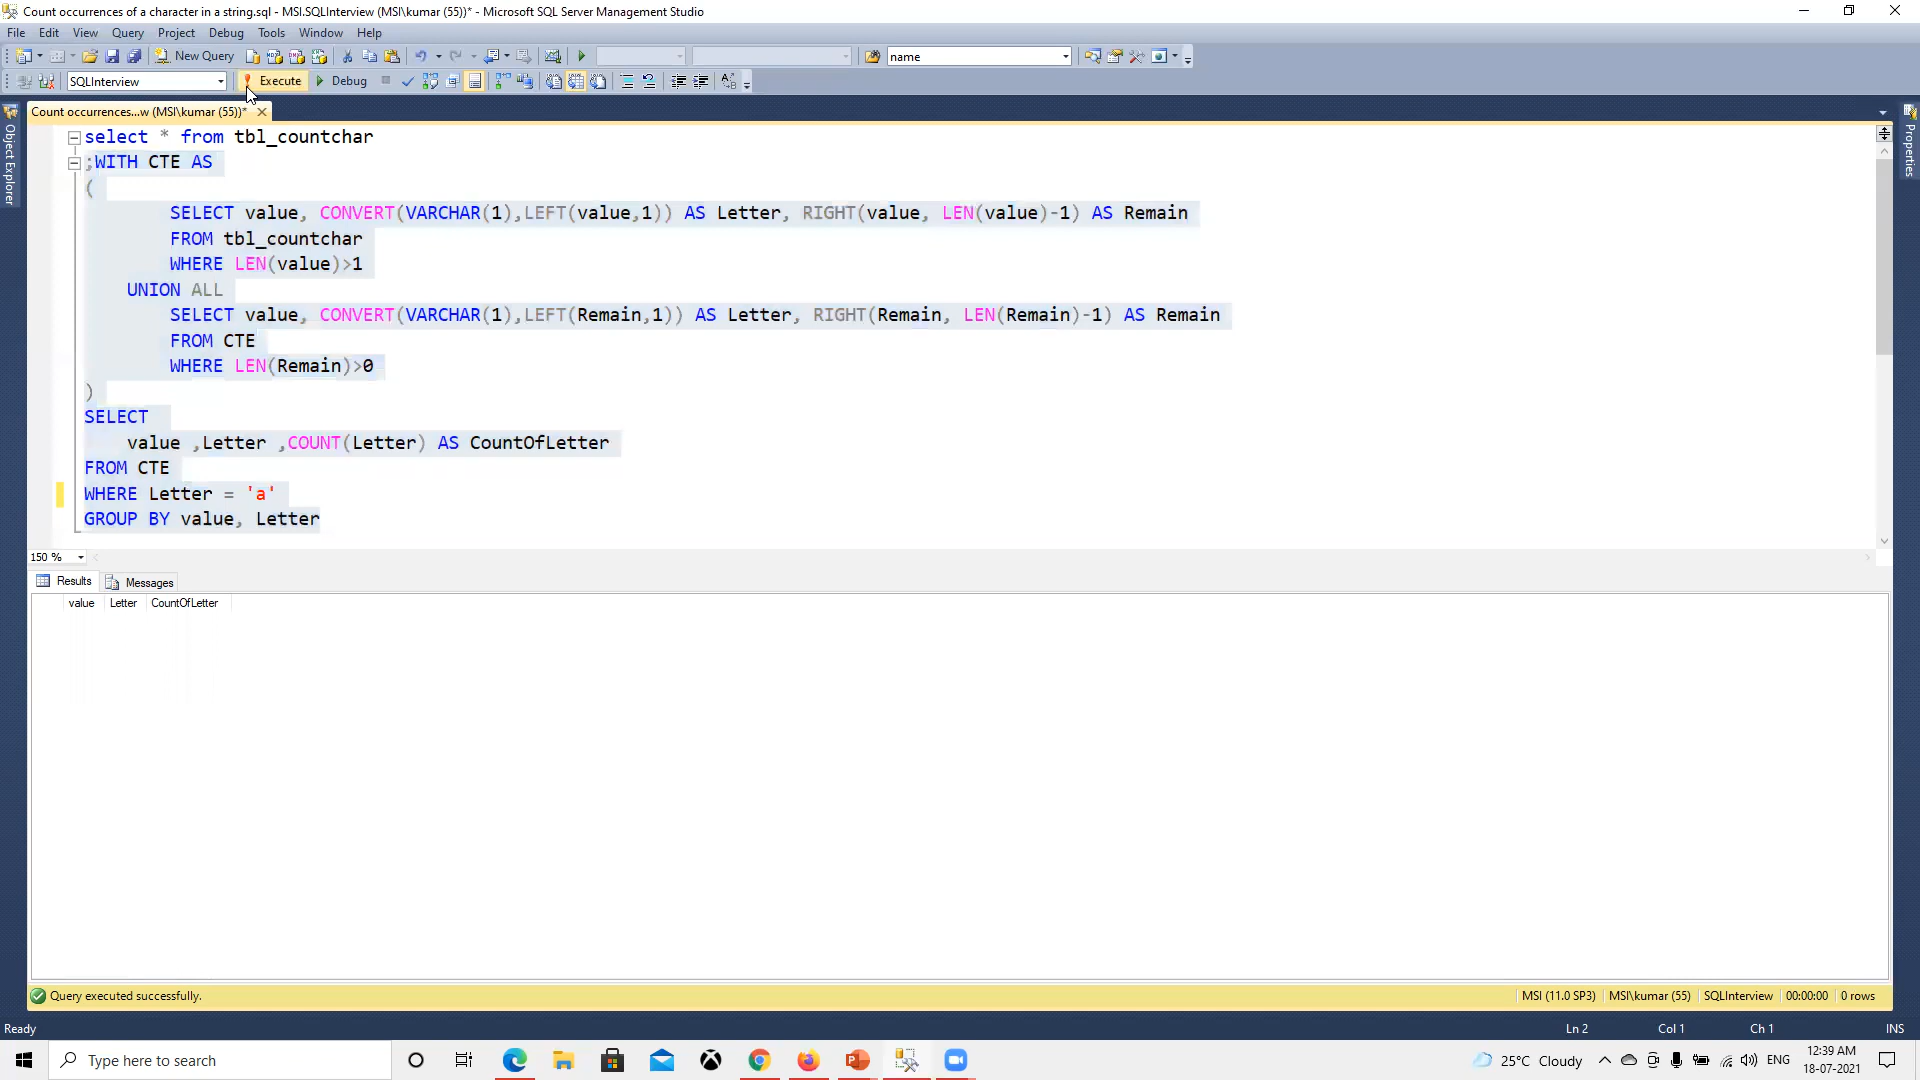 Count occurrences of a character in a string.sql - MSI.SQLInterview (MSI\kumar (55))* - Microsoft SQL Server Management Studio
File Edit View Query Project Debug Tools Window Help
New Query name
SQLInterview Execute Debug
Count occurrences...w (MSI\kumar (55))*
Object Explorer
Properties
select * from tbl_countchar
;WITH CTE AS
(
SELECT value, CONVERT(VARCHAR(1),LEFT(value,1)) AS Letter, RIGHT(value, LEN(value)-1) AS Remain
FROM tbl_countchar
WHERE LEN(value)>1
UNION ALL
SELECT value, CONVERT(VARCHAR(1),LEFT(Remain,1)) AS Letter, RIGHT(Remain, LEN(Remain)-1) AS Remain
FROM CTE
WHERE LEN(Remain)>0
)
SELECT
value ,Letter ,COUNT(Letter) AS CountOfLetter
FROM CTE
WHERE Letter = 'a'
GROUP BY value, Letter
150 %
Results Messages
value Letter CountOfLetter
Query executed successfully. MSI (11.0 SP3) MSI\kumar (55) SQLInterview 00:00:00 0 rows
Ready Ln 2 Col 1 Ch 1 INS
Type here to search 25°C Cloudy ENG 12:39 AM
18-07-2021